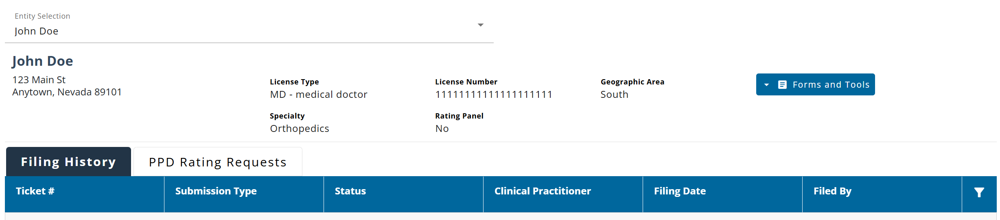 Entity Selection
John Doe
John Doe
123 Main St
Anytown, Nevada 89101
License Type
MD - medical doctor
License Number
11111111111111111111
Geographic Area
South
Forms and Tools
Specialty
Orthopedics
Rating Panel
No
Filing History
PPD Rating Requests
Ticket #
Submission Type
Status
Clinical Practitioner
Filing Date
Filed By